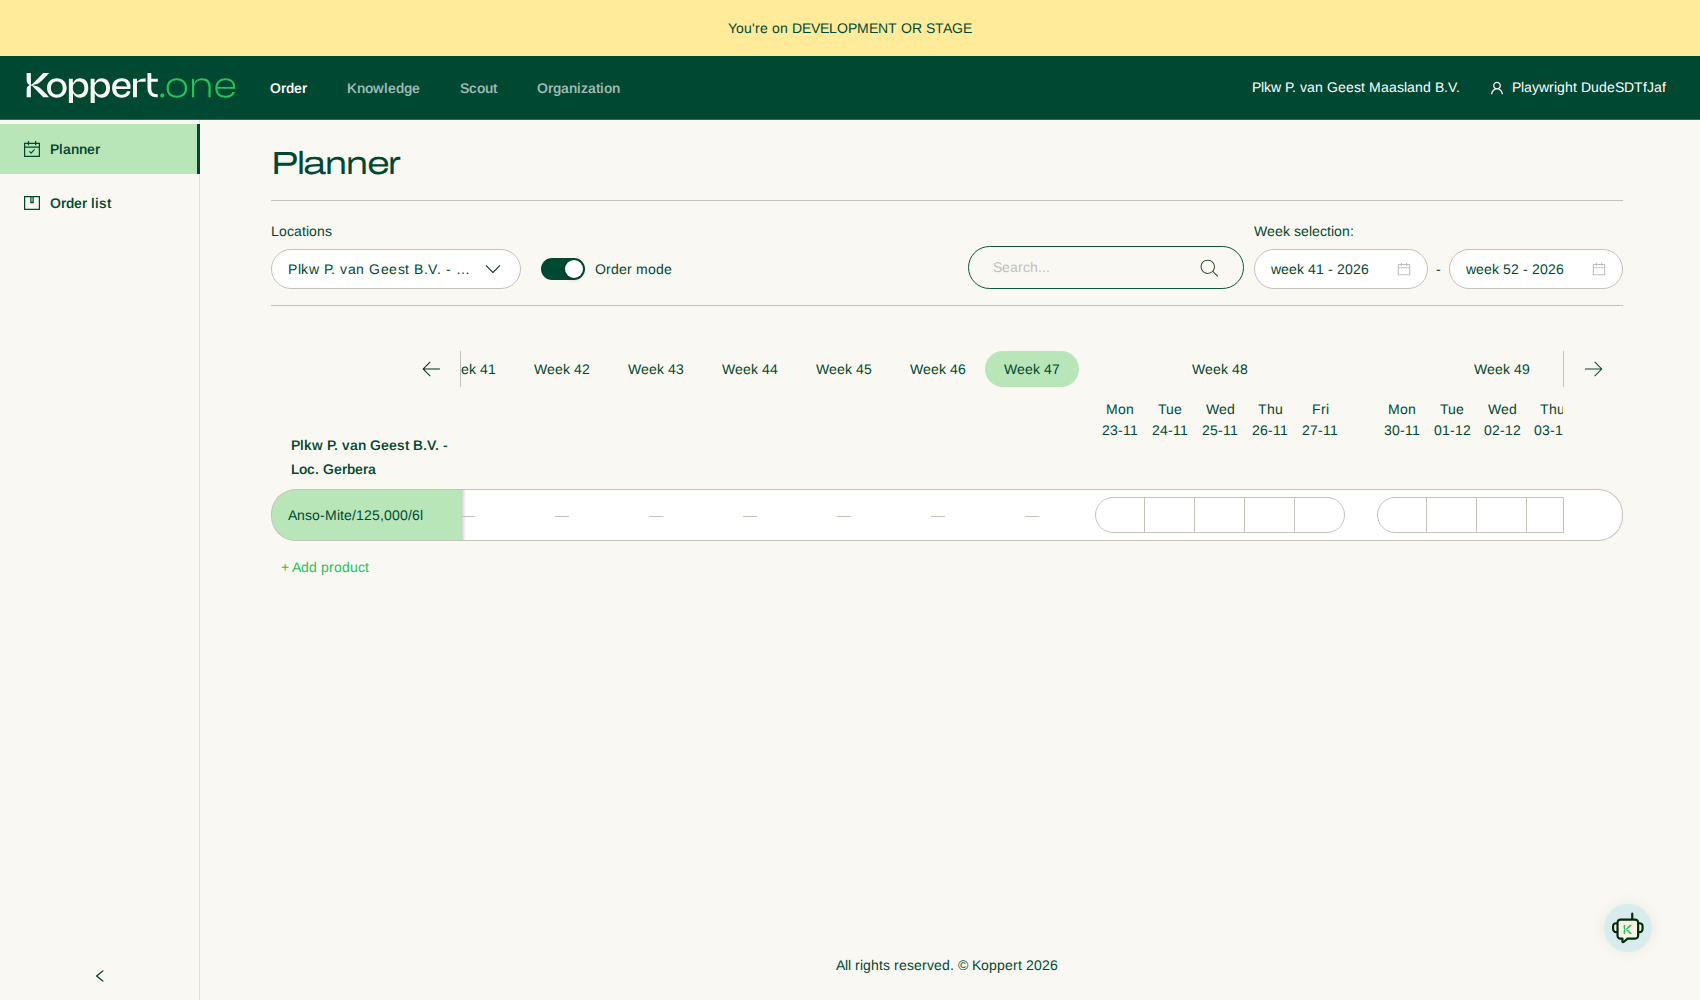 You're on DEVELOPMENT OR STAGE
Koppert.one
Order Knowledge Scout Organization
Plkw P. van Geest Maasland B.V. Playwright DudeSDTfJaf
Planner
Order list
Planner
Locations
Week selection:
Plkw P. van Geest B.V. - ...
Order mode
Search...
week 41 - 2026 - week 52 - 2026
ek 41 Week 42 Week 43 Week 44 Week 45 Week 46 Week 47 Week 48 Week 49
Mon Tue Wed Thu Fri Mon Tue Wed Thu
23-11 24-11 25-11 26-11 27-11 30-11 01-12 02-12 03-1
Plkw P. van Geest B.V. -
Loc. Gerbera
Anso-Mite/125,000/6l — — — — — — —
+ Add product
All rights reserved. © Koppert 2026